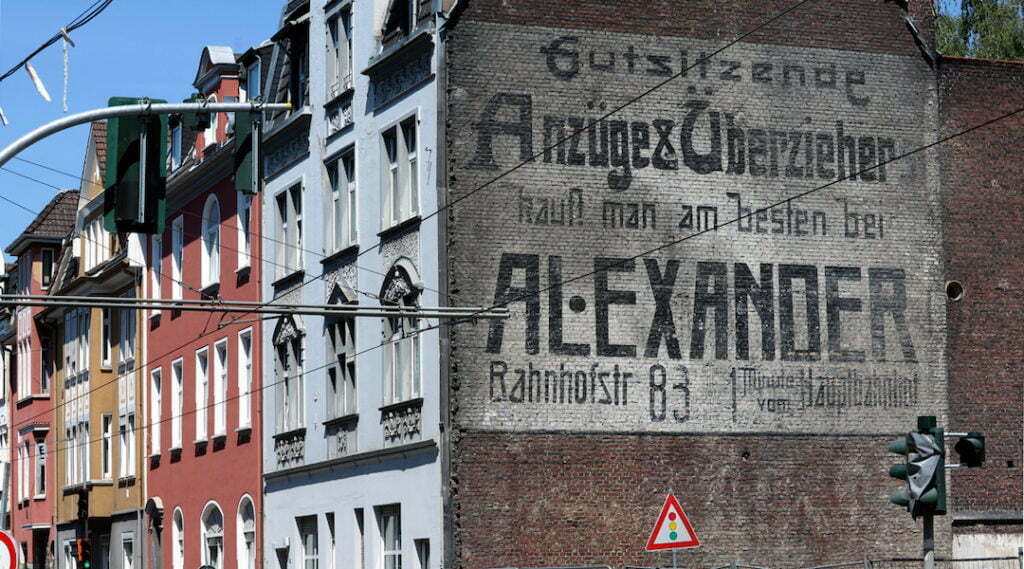 Gutsitzende
Anzüge & Überzieher
kauft man am besten bei
ALEXANDER
Bahnhofstr 83 1 Minute vom Hauptbahnhof